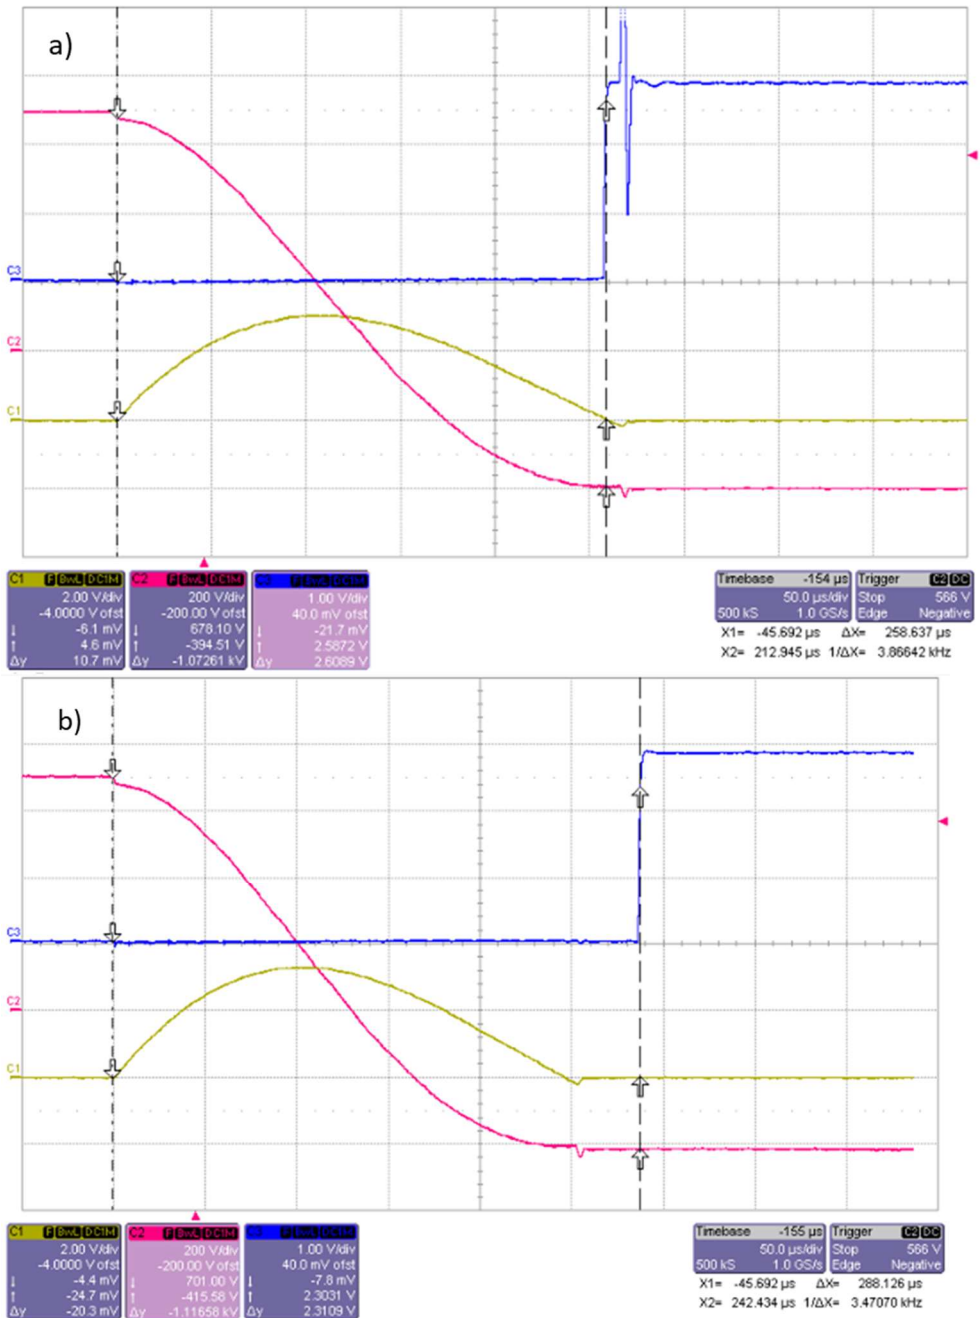 a)
C3
C2
C1
C1 F BwL DC1M
2.00 V/div
-4.0000 V ofst
↓ -6.1 mV
↑ 4.6 mV
Δy 10.7 mV
C2 F BwL DC1M
200 V/div
-200.00 V ofst
↓ 678.10 V
↑ -394.51 V
Δy -1.07261 kV
F BwL DC1M
1.00 V/div
40.0 mV ofst
-21.7 mV
2.5872 V
2.6089 V
Timebase -154 µs
50.0 µs/div
500 kS 1.0 GS/s
Trigger C2 DC
Stop 566 V
Edge Negative
X1= -45.692 µs ΔX= 258.637 µs
X2= 212.945 µs 1/ΔX= 3.86642 kHz
b)
C3
C2
C1
C1 F BwL DC1M
2.00 V/div
-4.0000 V ofst
↓ -4.4 mV
↑ -24.7 mV
Δy -20.3 mV
C2 F BwL DC1M
200 V/div
-200.00 V ofst
↓ 701.00 V
↑ -415.58 V
Δy -1.11658 kV
F BwL DC1M
1.00 V/div
40.0 mV ofst
↓ -7.8 mV
↑ 2.3031 V
Δy 2.3109 V
Timebase -155 µs
50.0 µs/div
500 kS 1.0 GS/s
Trigger C2 DC
Stop 566 V
Edge Negative
X1= -45.692 µs ΔX= 288.126 µs
X2= 242.434 µs 1/ΔX= 3.47070 kHz